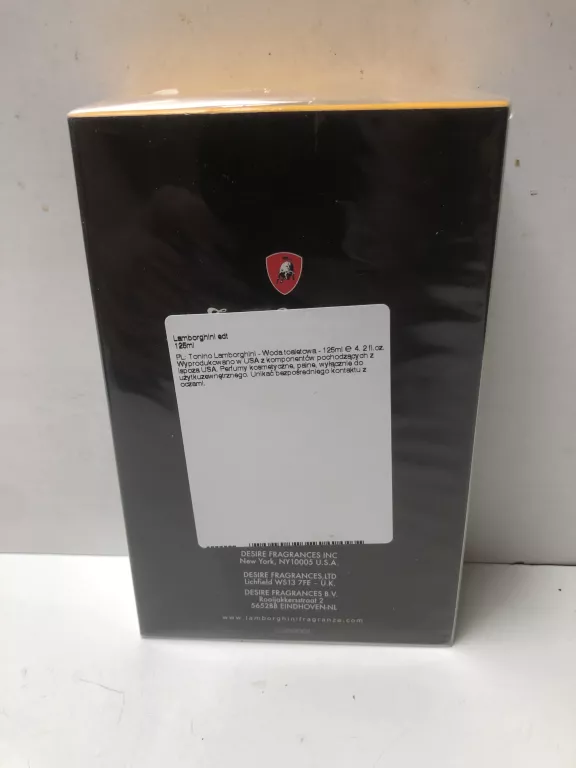 Lamborghini edt
125ml
PL: Tonino Lamborghini - Woda toaletowa - 125ml ℮ 4. 2 fl.oz.
Wyprodukowano w USA z komponentów pochodzących z
spoza USA. Perfumy kosmetyczne, palne, wyłącznie do
użytkuzewnętrznego. Unikać bezpośredniego kontaktu z
oczami.
DESIRE FRAGRANCES INC
New York, NY10005 U.S.A.
DESIRE FRAGRANCES,LTD
Lichfield WS13 7FE - U.K.
DESIRE FRAGRANCES B.V.
Rooijakkersstraat 2
5652BB EINDHOVEN-NL
www.lamborghinifragrance.com